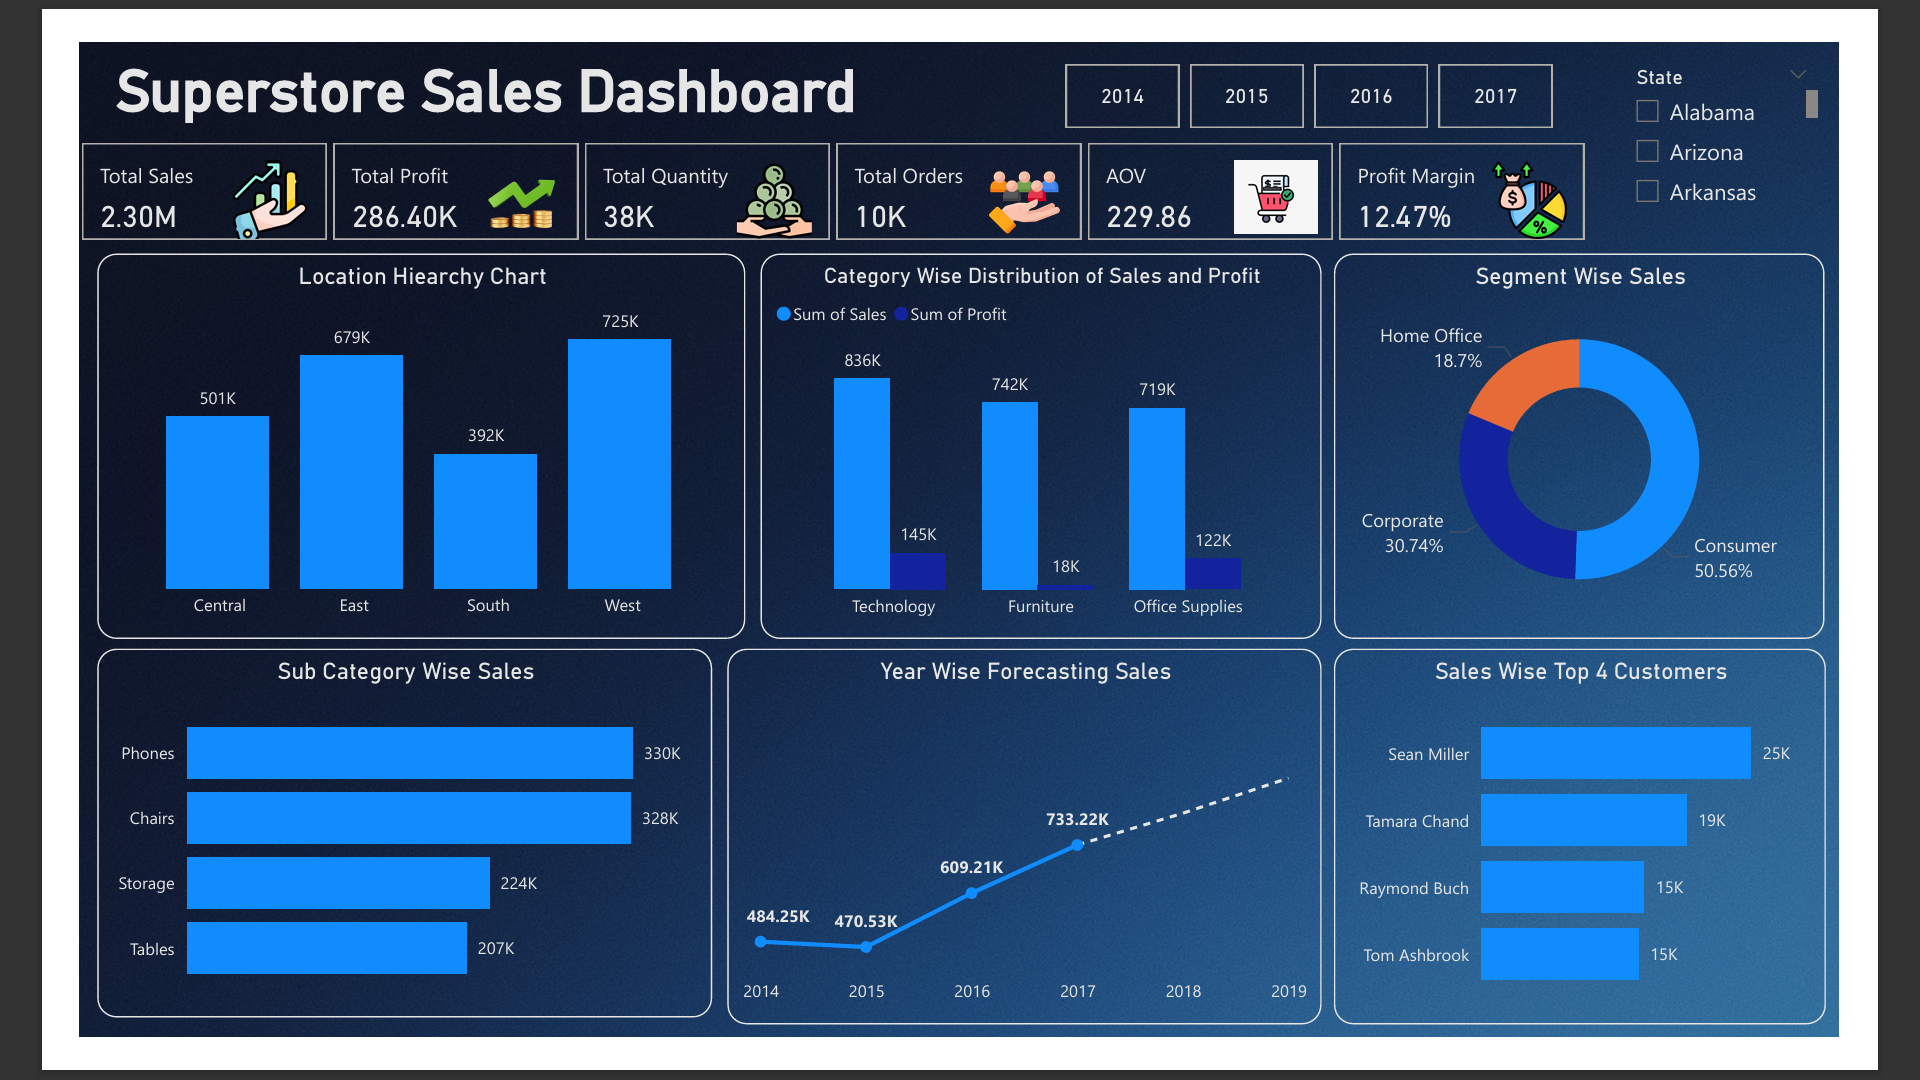 Superstore Sales Dashboard
2014
2015
2016
2017
State
Alabama
Arizona
Arkansas
Total Sales
2.30M
Total Profit
286.40K
Total Quantity
38K
Total Orders
10K
AOV
229.86
Profit Margin
12.47%
Location Hiearchy Chart
501K
679K
392K
725K
Central
East
South
West
Category Wise Distribution of Sales and Profit
Sum of Sales
Sum of Profit
836K
145K
742K
18K
719K
122K
Technology
Furniture
Office Supplies
Segment Wise Sales
Home Office
18.7%
Corporate
30.74%
Consumer
50.56%
Sub Category Wise Sales
Phones
330K
Chairs
328K
Storage
224K
Tables
207K
Year Wise Forecasting Sales
484.25K
470.53K
609.21K
733.22K
2014
2015
2016
2017
2018
2019
Sales Wise Top 4 Customers
Sean Miller
25K
Tamara Chand
19K
Raymond Buch
15K
Tom Ashbrook
15K